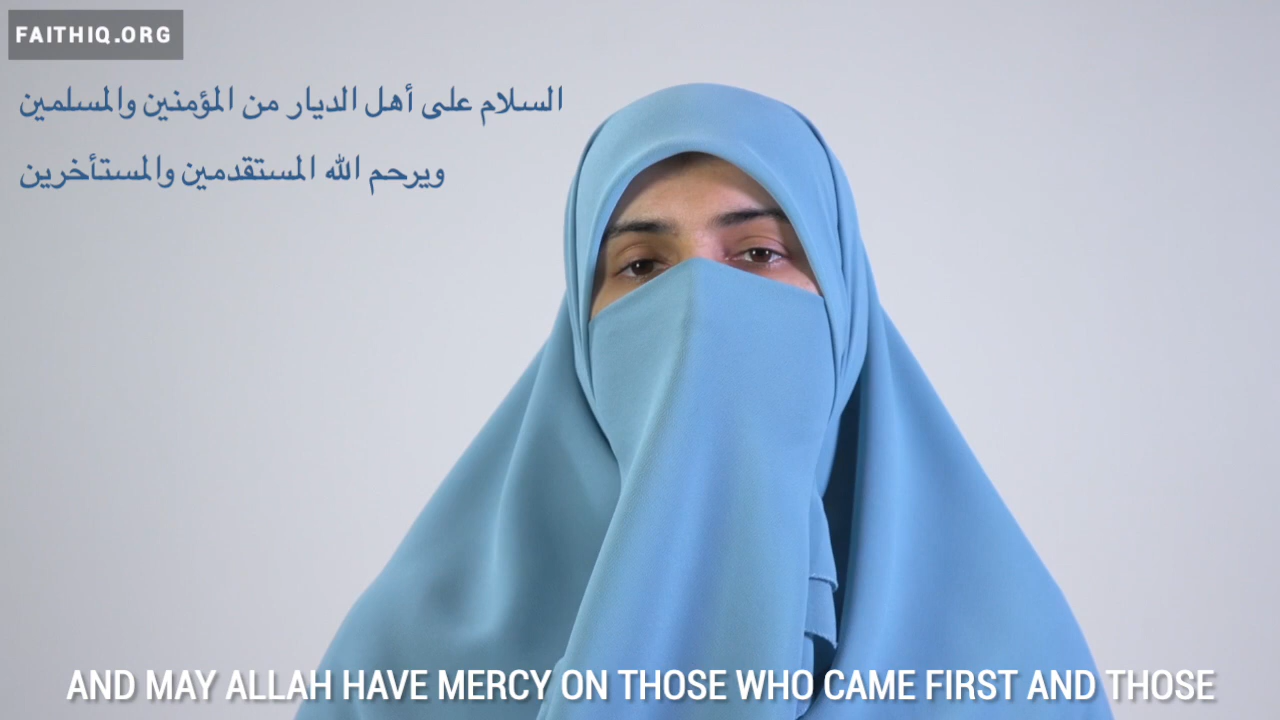 FAITHIQ.ORG
السلام على أهل الديار من المؤمنين والمسلمين
ويرحم الله المستقدمين والمستأخرين
AND MAY ALLAH HAVE MERCY ON THOSE WHO CAME FIRST AND THOSE